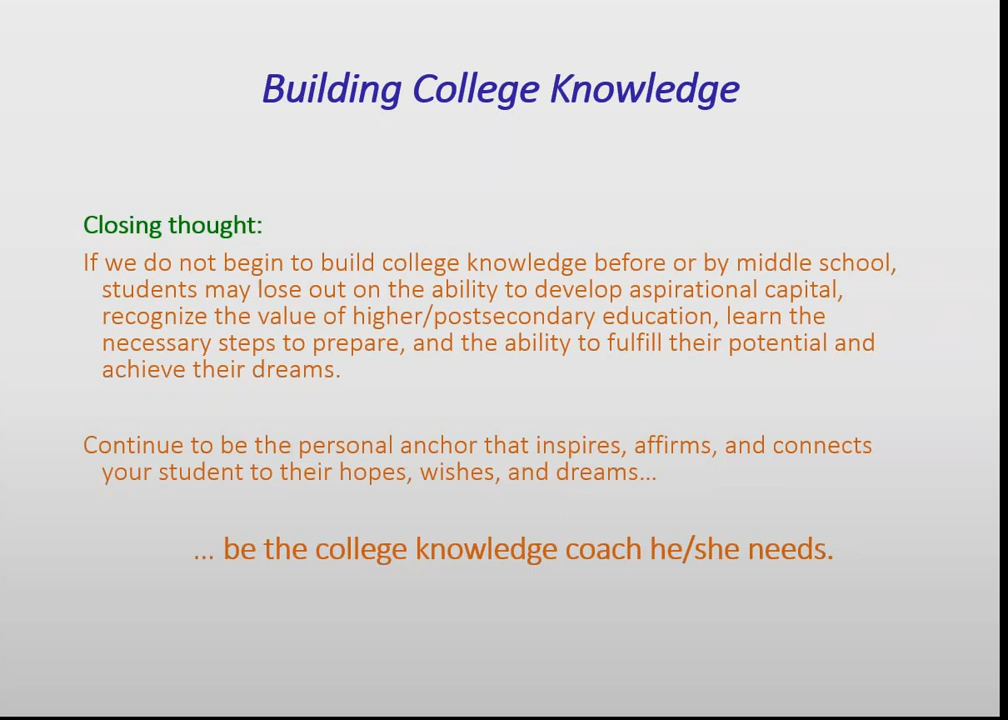 Building College Knowledge
Closing thought:
If we do not begin to build college knowledge before or by middle school,
students may lose out on the ability to develop aspirational capital,
recognize the value of higher/postsecondary education, learn the
necessary steps to prepare, and the ability to fulfill their potential and
achieve their dreams.
Continue to be the personal anchor that inspires, affirms, and connects
your student to their hopes, wishes, and dreams…
… be the college knowledge coach he/she needs.